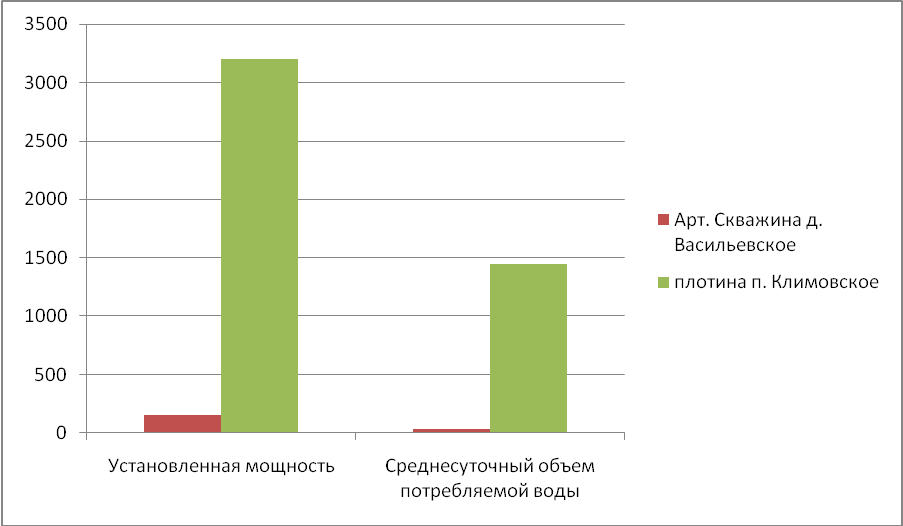 3500
3000
2500
2000
1500
1000
500
0
Установленная мощность
Среднесуточный объем
потребляемой воды
Арт. Скважина д.
Васильевское
плотина п. Климовское